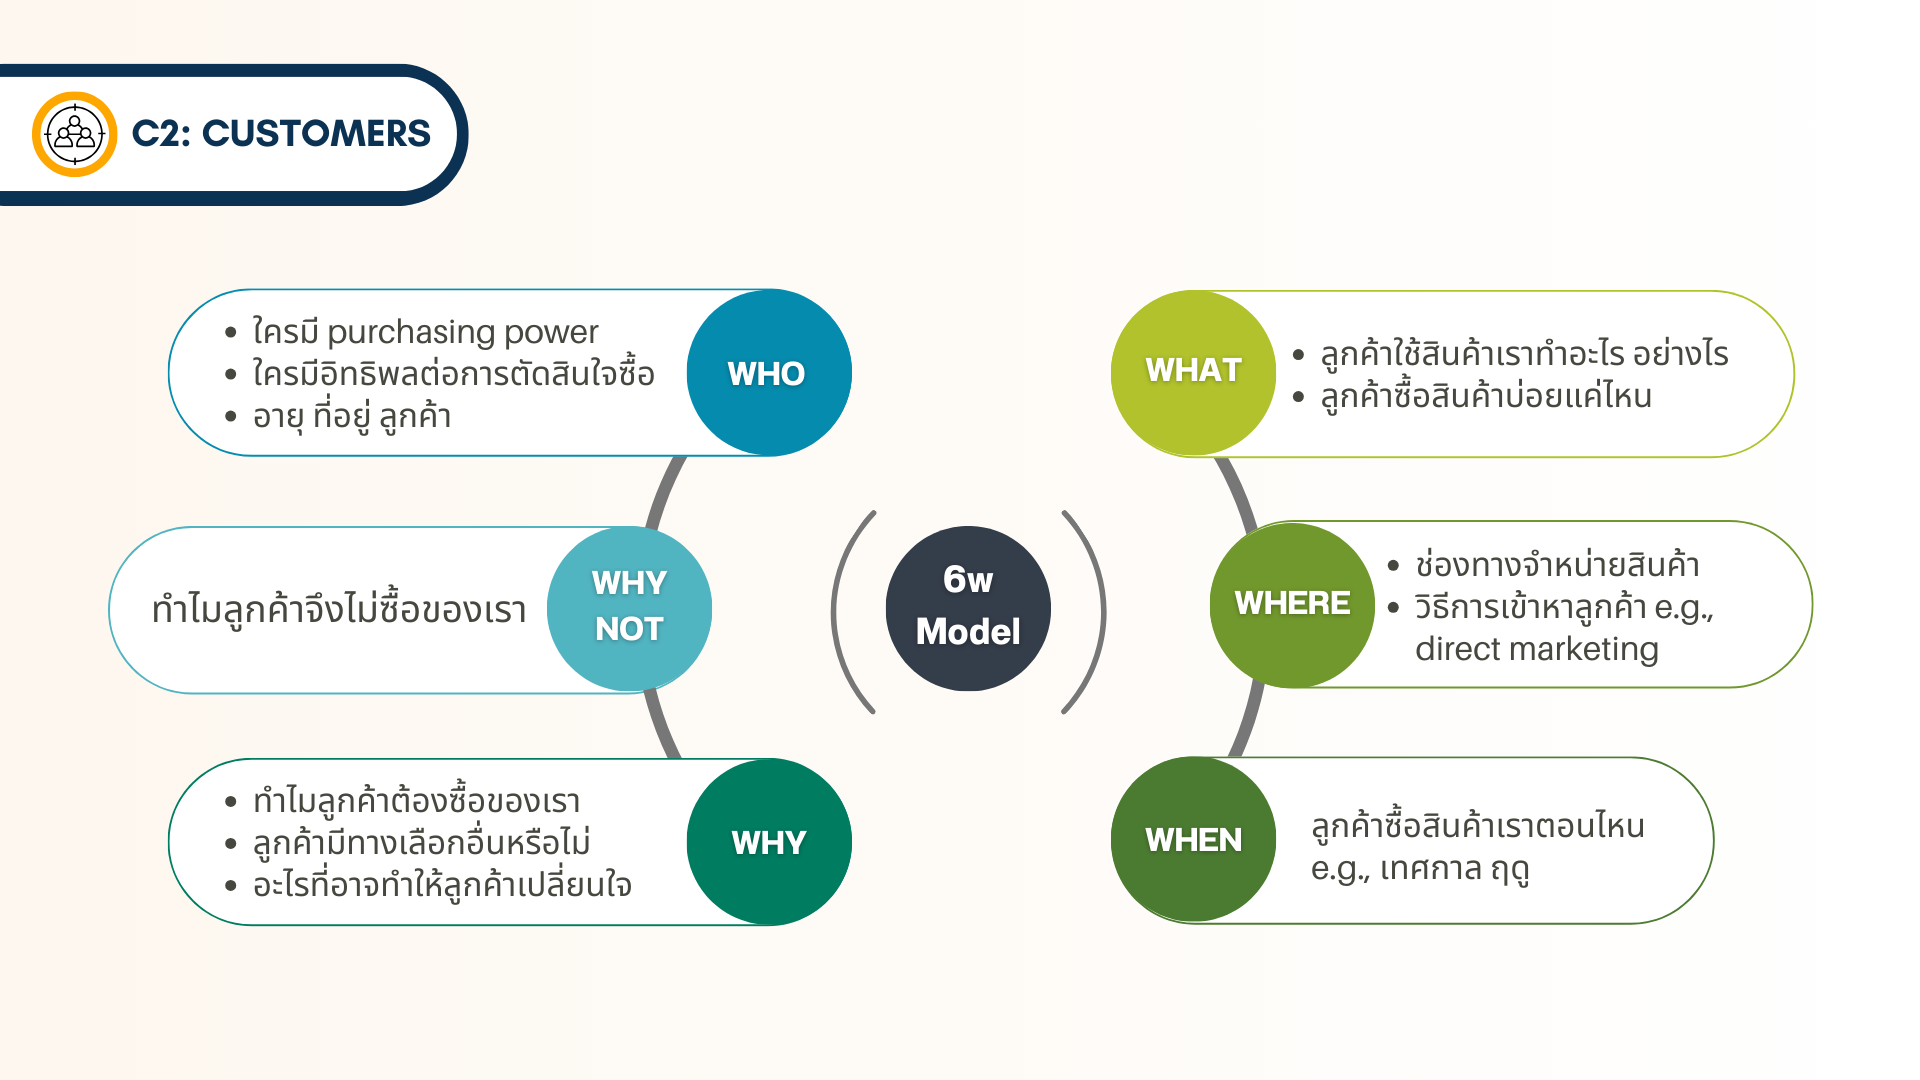 C2: CUSTOMERS
ใครมี purchasing power
ใครมีอิทธิพลต่อการตัดสินใจซื้อ
อายุ ที่อยู่ ลูกค้า
WHO
WHAT
ลูกค้าใช้สินค้าเราทำอะไร อย่างไร
ลูกค้าซื้อสินค้าบ่อยแค่ไหน
ทำไมลูกค้าจึงไม่ซื้อของเรา
WHY
NOT
6w
Model
WHERE
ช่องทางจำหน่ายสินค้า
วิธีการเข้าหาลูกค้า e.g.,
direct marketing
ทำไมลูกค้าต้องซื้อของเรา
ลูกค้ามีทางเลือกอื่นหรือไม่
อะไรที่อาจทำให้ลูกค้าเปลี่ยนใจ
WHY
WHEN
ลูกค้าซื้อสินค้าเราตอนไหน
e.g., เทศกาล ฤดู